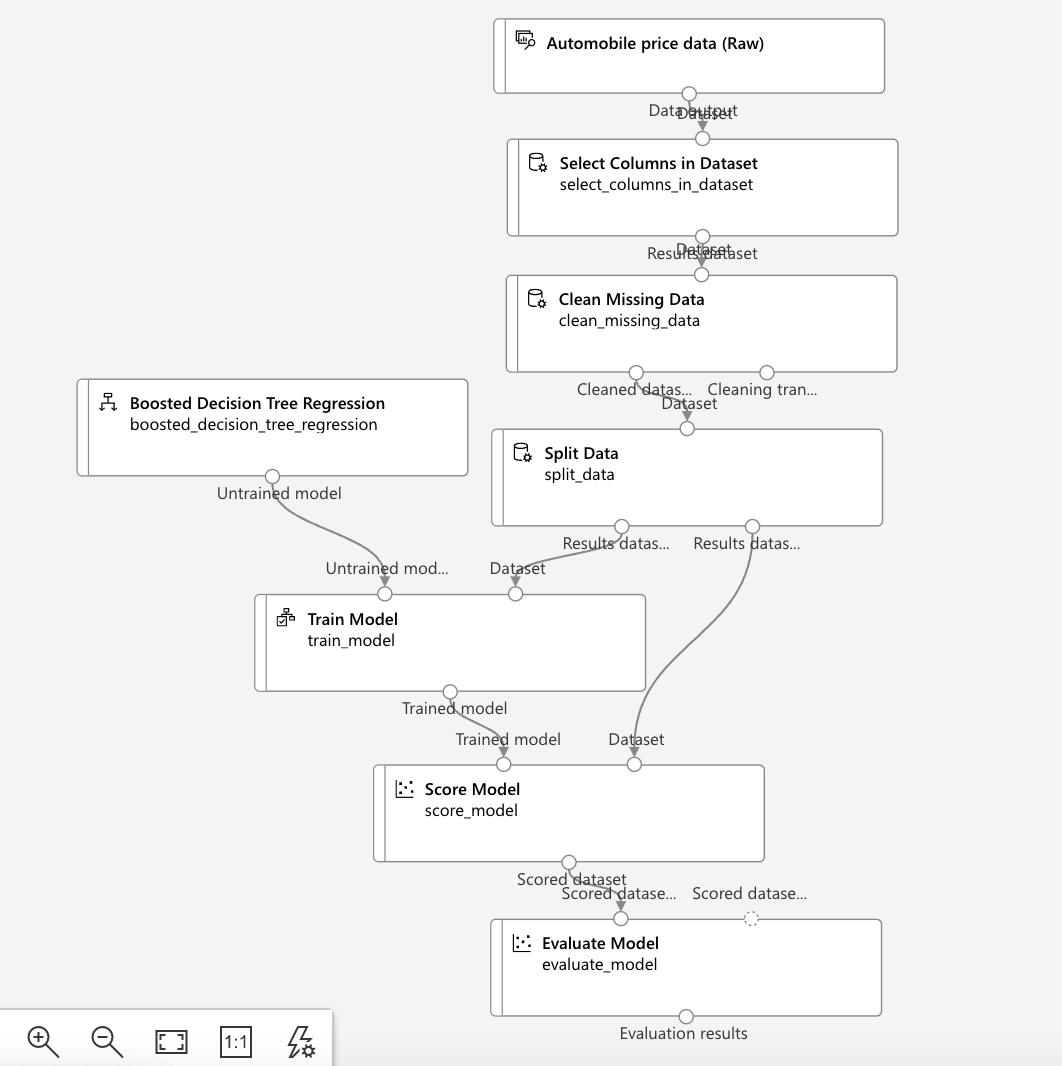 Automobile price data (Raw)
Data output
Dataset
Select Columns in Dataset
select_columns_in_dataset
Dataset
Results dataset
Clean Missing Data
clean_missing_data
Cleaned datas... Cleaning tran...
Dataset
Boosted Decision Tree Regression
boosted_decision_tree_regression
Untrained model
Split Data
split_data
Results datas... Results datas...
Untrained mod... Dataset
Train Model
train_model
Trained model
Trained model Dataset
Score Model
score_model
Scored dataset
Scored datase... Scored datase...
Evaluate Model
evaluate_model
Evaluation results
1:1